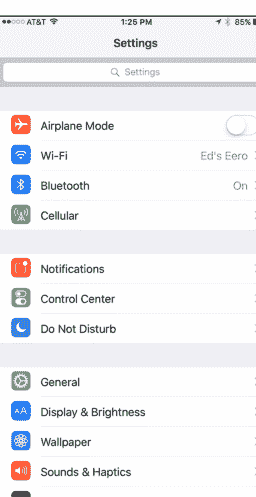 AT&T 1:25 PM 85%
Settings
Settings
Airplane Mode
Wi-Fi Ed's Eero
Bluetooth On
Cellular
Notifications
Control Center
Do Not Disturb
General
AA Display & Brightness
Wallpaper
Sounds & Haptics